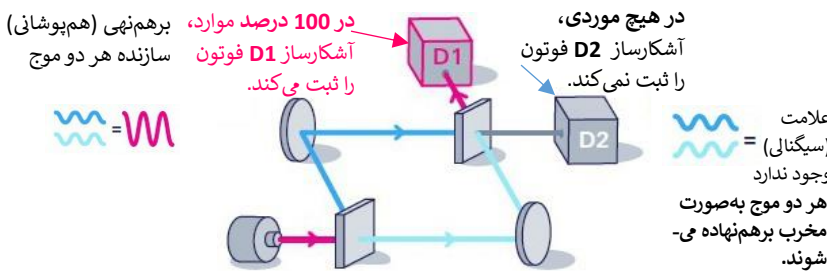 برهم‌نهی (هم‌پوشانی)
سازنده هر دو موج
=
در 100 درصد موارد،
آشکارساز D1 فوتون
را ثبت می‌کند.
D1
در هیچ موردی،
آشکارساز D2 فوتون
را ثبت نمی‌کند.
D2
علامت
(سیگنالی) =
وجود ندارد
هر دو موج به‌صورت
مخرب برهم‌نهاده می‌-
شوند.